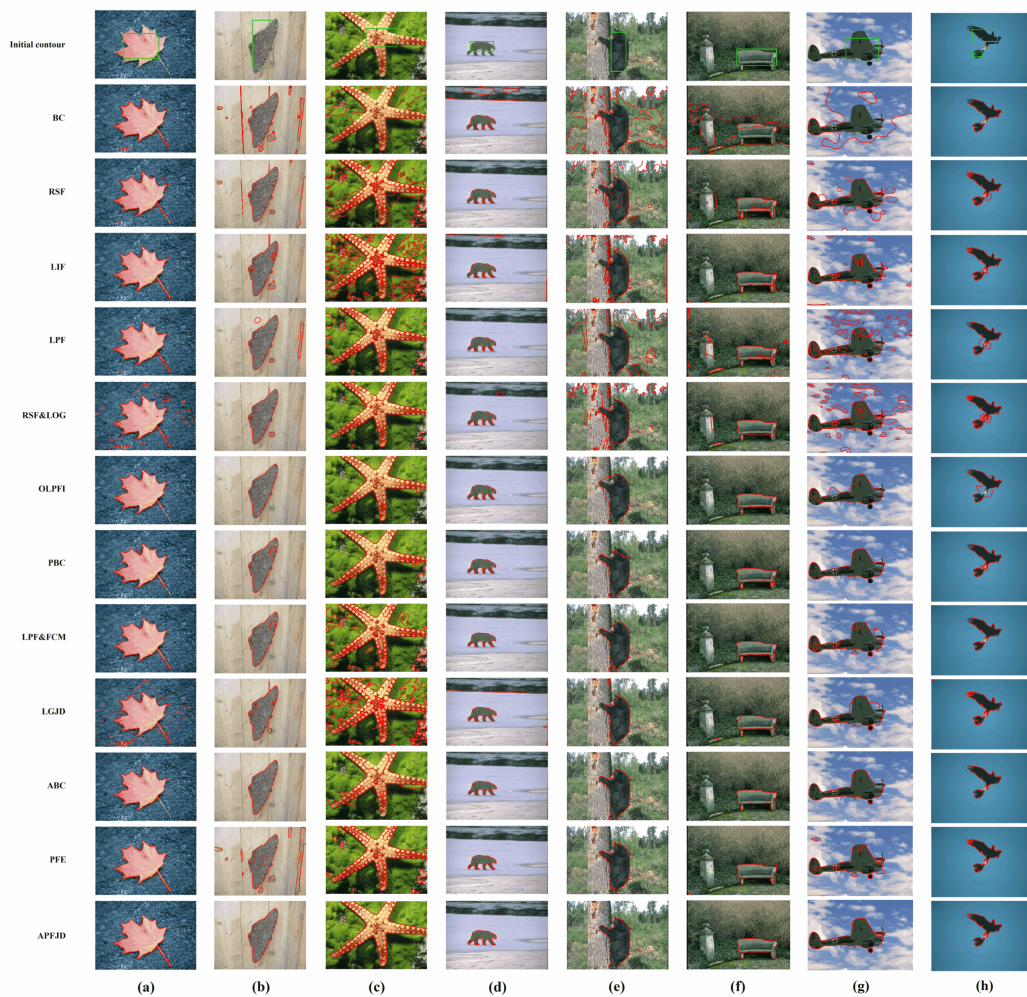 Initial contour
BC
RSF
LIF
LPF
RSF&LOG
OLPFI
PBC
LPF&FCM
LGJD
ABC
PFE
APFJD
(a) (b) (c) (d) (e) (f) (g) (h)